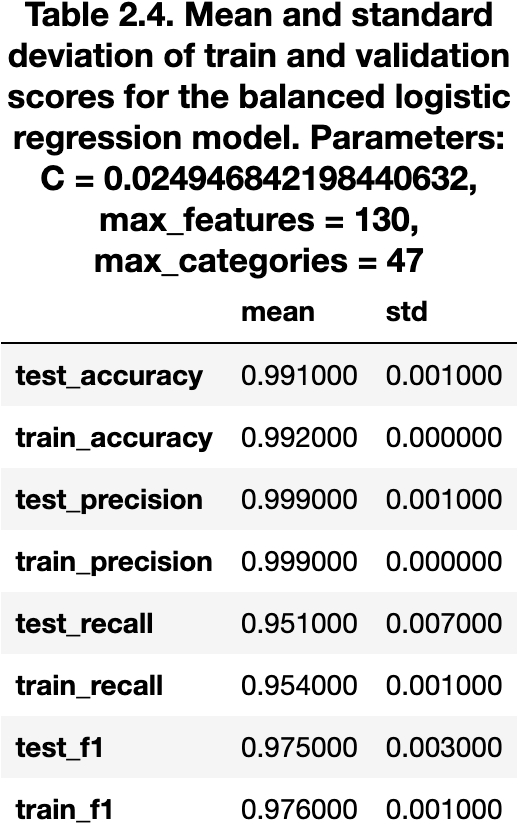 Table 2.4. Mean and standard
deviation of train and validation
scores for the balanced logistic
regression model. Parameters:
C = 0.024946842198440632,
max_features = 130,
max_categories = 47
mean std
test_accuracy 0.991000 0.001000
train_accuracy 0.992000 0.000000
test_precision 0.999000 0.001000
train_precision 0.999000 0.000000
test_recall 0.951000 0.007000
train_recall 0.954000 0.001000
test_f1 0.975000 0.003000
train_f1 0.976000 0.001000